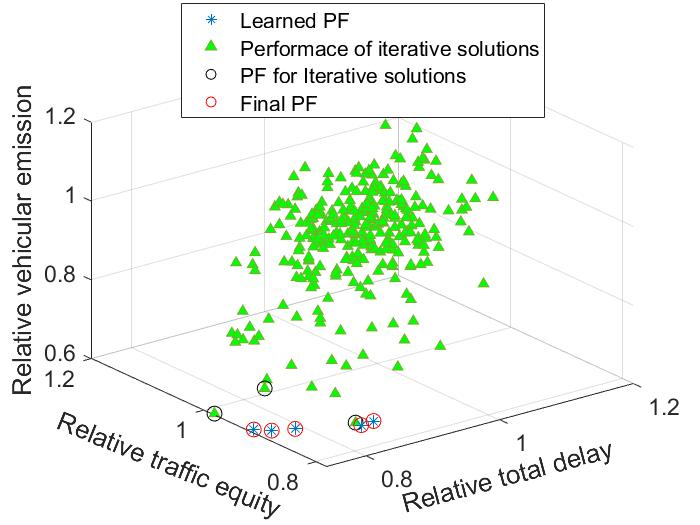 Learned PF
Performace of iterative solutions
PF for Iterative solutions
Final PF
Relative vehicular emission
1.2
1
0.8
0.6
1.2
1
0.8
Relative traffic equity
0.8
1
1.2
Relative total delay